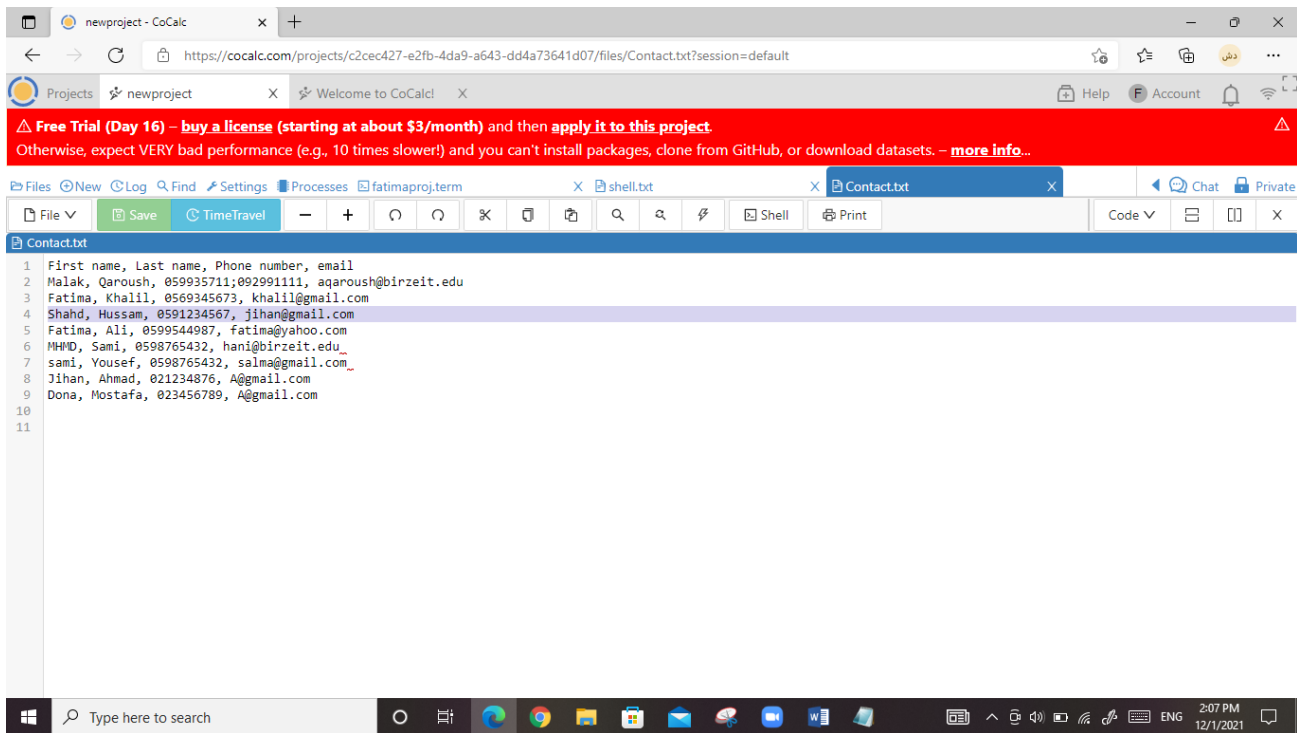 newproject - CoCalc
https://cocalc.com/projects/c2cec427-e2fb-4da9-a643-dd4a73641d07/files/Contact.txt?session=default
دش
Projects newproject X Welcome to CoCalc! X Help F Account
Free Trial (Day 16) – buy a license (starting at about $3/month) and then apply it to this project.
Otherwise, expect VERY bad performance (e.g., 10 times slower!) and you can't install packages, clone from GitHub, or download datasets. – more info...
Files New Log Find Settings Processes fatimaproj.term X shell.txt X Contact.txt X Chat Private
File Save TimeTravel Shell Print Code X
Contact.txt
1 First name, Last name, Phone number, email
2 Malak, Qaroush, 059935711;092991111, aqaroush@birzeit.edu
3 Fatima, Khalil, 0569345673, khalil@gmail.com
4 Shahd, Hussam, 0591234567, jihan@gmail.com
5 Fatima, Ali, 0599544987, fatima@yahoo.com
6 MHMD, Sami, 0598765432, hani@birzeit.edu
7 sami, Yousef, 0598765432, salma@gmail.com
8 Jihan, Ahmad, 021234876, A@gmail.com
9 Dona, Mostafa, 023456789, A@gmail.com
10
11
Type here to search ENG 2:07 PM
12/1/2021